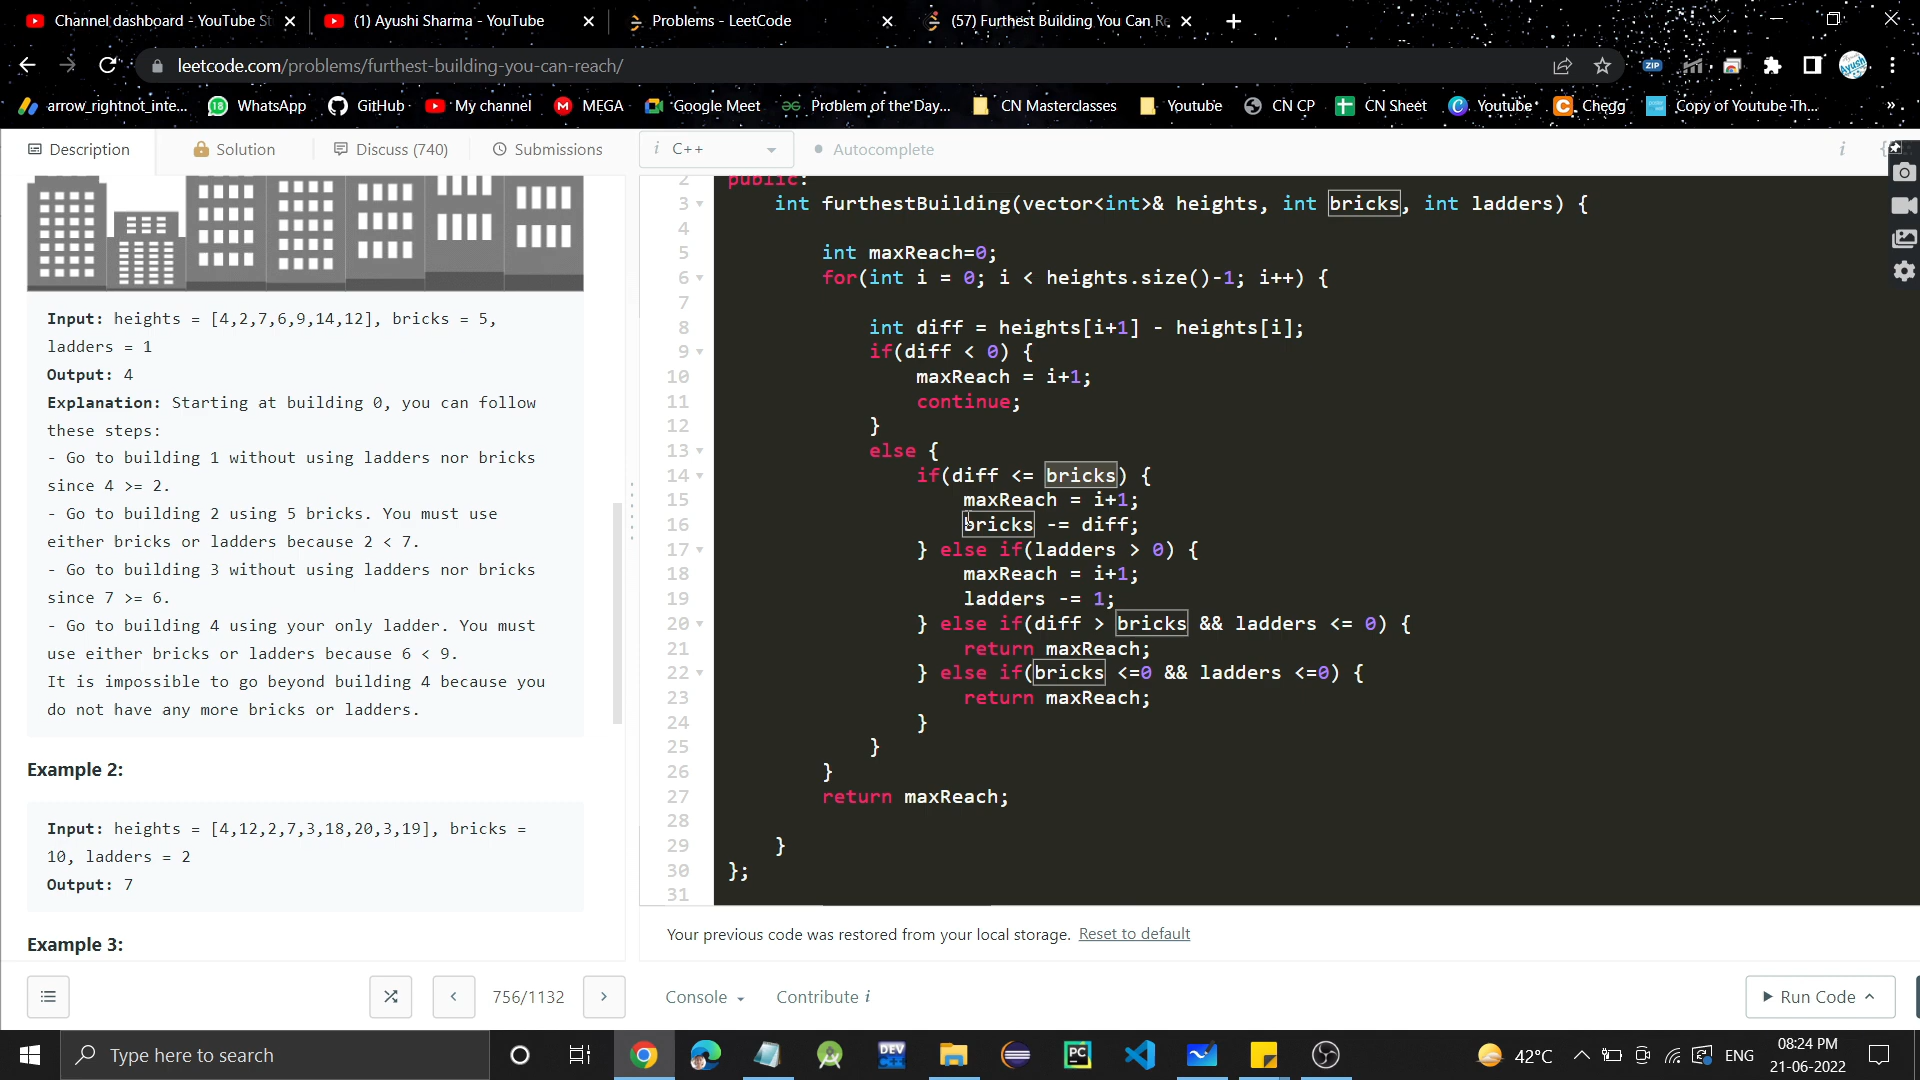 Channel dashboard - YouTube St
(1) Ayushi Sharma - YouTube
Problems - LeetCode
(57) Furthest Building You Can Re
leetcode.com/problems/furthest-building-you-can-reach/
arrow_rightnot_inte...
WhatsApp
GitHub
My channel
MEGA
Google Meet
Problem of the Day...
CN Masterclasses
Youtube
CN CP
CN Sheet
Youtube
Chegg
Copy of Youtube Th...
»
Description
Solution
Discuss (740)
Submissions
i C++
Autocomplete
i
Input: heights = [4,2,7,6,9,14,12], bricks = 5,
ladders = 1
Output: 4
Explanation: Starting at building 0, you can follow
these steps:
- Go to building 1 without using ladders nor bricks
since 4 >= 2.
- Go to building 2 using 5 bricks. You must use
either bricks or ladders because 2 < 7.
- Go to building 3 without using ladders nor bricks
since 7 >= 6.
- Go to building 4 using your only ladder. You must
use either bricks or ladders because 6 < 9.
It is impossible to go beyond building 4 because you
do not have any more bricks or ladders.
Example 2:
Input: heights = [4,12,2,7,3,18,20,3,19], bricks =
10, ladders = 2
Output: 7
Example 3:
756/1132
2 public:
3 int furthestBuilding(vector<int>& heights, int bricks, int ladders) {
4
5 int maxReach=0;
6 for(int i = 0; i < heights.size()-1; i++) {
7
8 int diff = heights[i+1] - heights[i];
9 if(diff < 0) {
10 maxReach = i+1;
11 continue;
12 }
13 else {
14 if(diff <= bricks) {
15 maxReach = i+1;
16 bricks -= diff;
17 } else if(ladders > 0) {
18 maxReach = i+1;
19 ladders -= 1;
20 } else if(diff > bricks && ladders <= 0) {
21 return maxReach;
22 } else if(bricks <=0 && ladders <=0) {
23 return maxReach;
24 }
25 }
26 }
27 return maxReach;
28
29 }
30 };
31
Your previous code was restored from your local storage. Reset to default
Console
Contribute i
Run Code
Type here to search
42°C
ENG
08:24 PM
21-06-2022